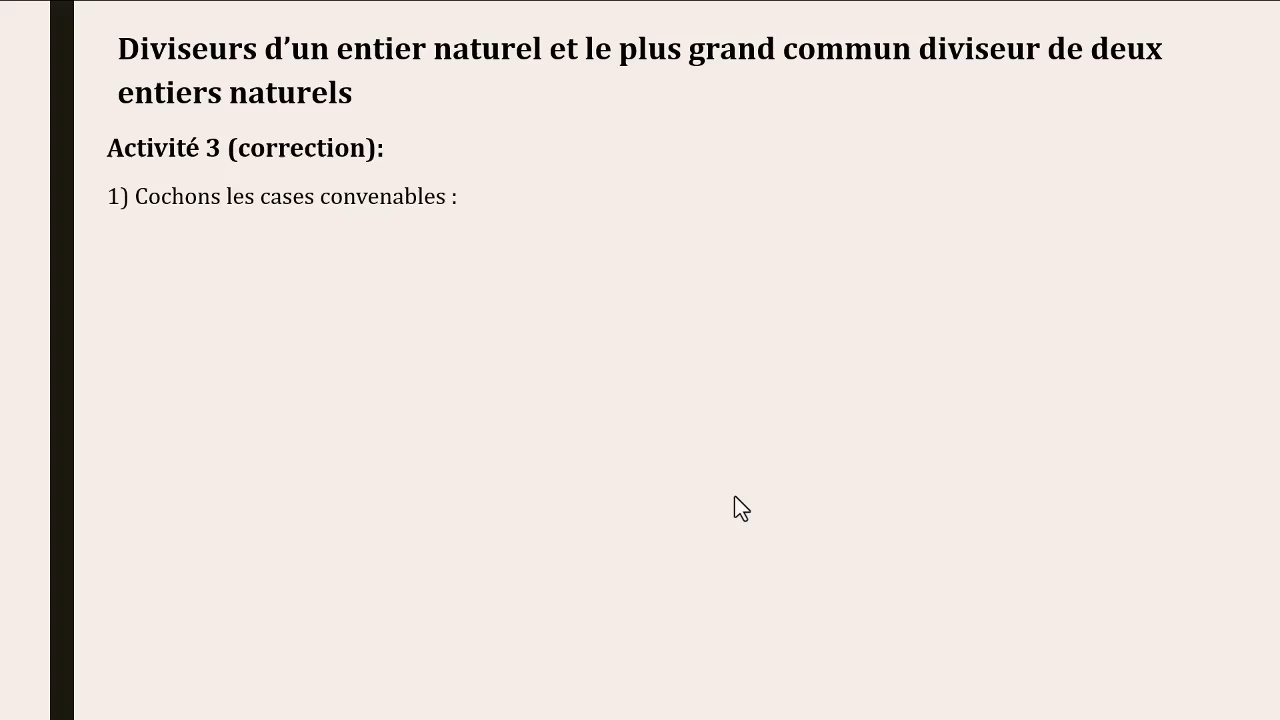 Diviseurs d’un entier naturel et le plus grand commun diviseur de deux
entiers naturels
Activité 3 (correction):
1) Cochons les cases convenables :